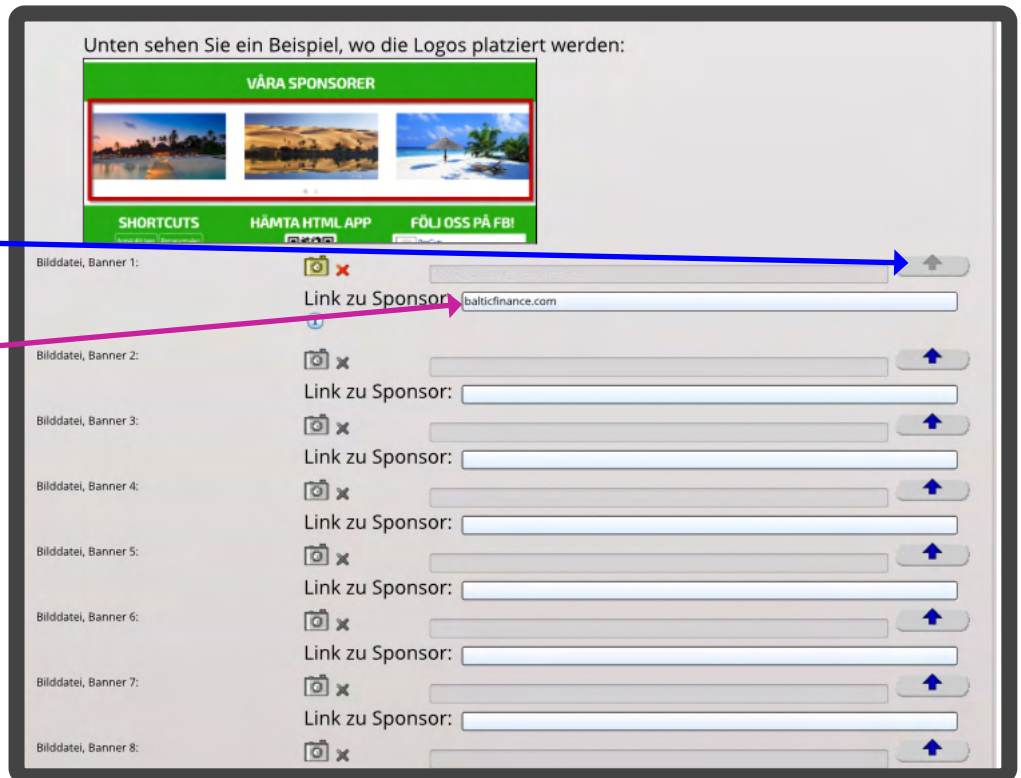 Unten sehen Sie ein Beispiel, wo die Logos platziert werden:
VÅRA SPONSORER
SHORTCUTS HÄMTA HTML APP FÖLJ OSS PÅ FB!
Bilddatei, Banner 1:
Link zu Sponsor: balticfinance.com
Bilddatei, Banner 2:
Link zu Sponsor:
Bilddatei, Banner 3:
Link zu Sponsor:
Bilddatei, Banner 4:
Link zu Sponsor:
Bilddatei, Banner 5:
Link zu Sponsor:
Bilddatei, Banner 6:
Link zu Sponsor:
Bilddatei, Banner 7:
Link zu Sponsor:
Bilddatei, Banner 8: